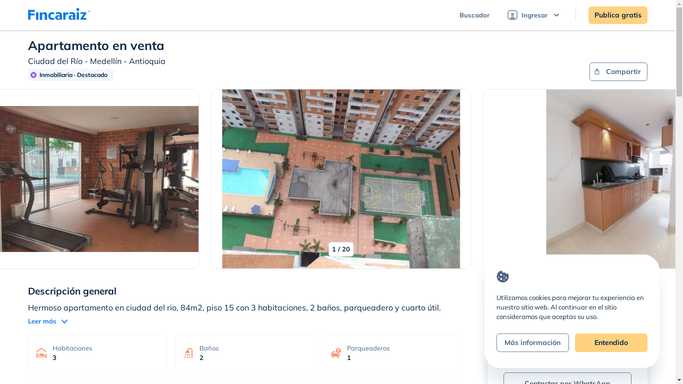 Fincaraiz
Buscador
Ingresar
Publica gratis
Apartamento en venta
Ciudad del Río - Medellín - Antioquia
Inmobiliaria · Destacado
Compartir
1 / 20
Descripción general
Hermoso apartamento en ciudad del rio, 84m2, piso 15 con 3 habitaciones, 2 baños, parqueadero y cuarto útil.
Leer más
Habitaciones
3
Baños
2
Parqueaderos
1
Utilizamos cookies para mejorar tu experiencia en
nuestro sitio web. Al continuar en el sitio
consideramos que aceptas su uso.
Más información
Entendido
Contactar por WhatsApp